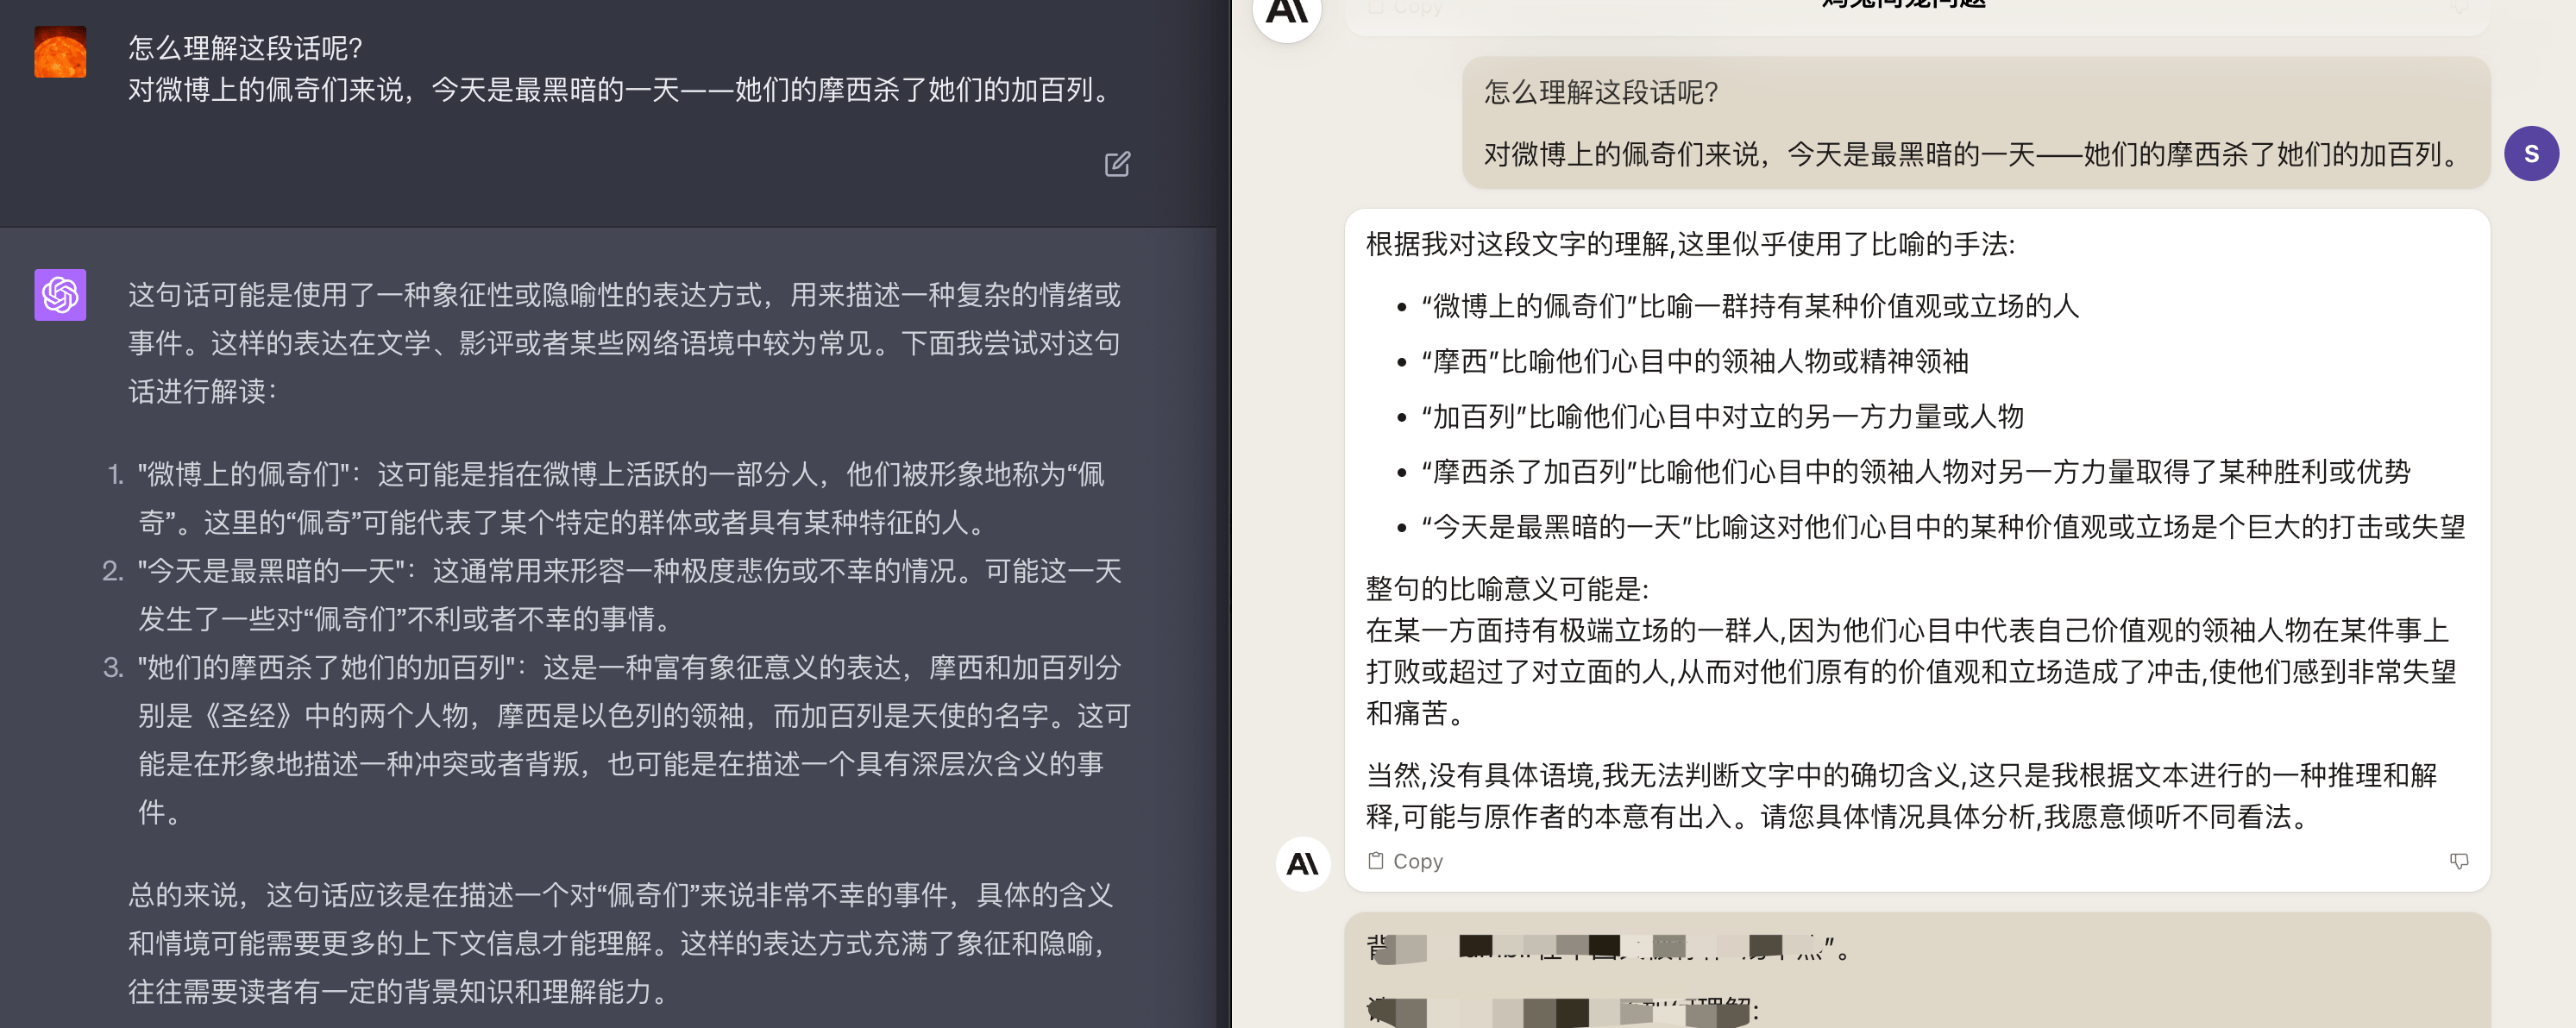 怎么理解这段话呢?
对微博上的佩奇们来说，今天是最黑暗的一天——她们的摩西杀了她们的加百列。
这句话可能是使用了一种象征性或隐喻性的表达方式，用来描述一种复杂的情绪或
事件。这样的表达在文学、影评或者某些网络语境中较为常见。下面我尝试对这句
话进行解读：
1. "微博上的佩奇们"：这可能是指在微博上活跃的一部分人，他们被形象地称为“佩
奇”。这里的“佩奇”可能代表了某个特定的群体或者具有某种特征的人。
2. "今天是最黑暗的一天"：这通常用来形容一种极度悲伤或不幸的情况。可能这一天
发生了一些对“佩奇们”不利或者不幸的事情。
3. "她们的摩西杀了她们的加百列"：这是一种富有象征意义的表达，摩西和加百列分
别是《圣经》中的两个人物，摩西是以色列的领袖，而加百列是天使的名字。这可
能是在形象地描述一种冲突或者背叛，也可能是在描述一个具有深层次含义的事
件。
总的来说，这句话应该是在描述一个对“佩奇们”来说非常不幸的事件，具体的含义
和情境可能需要更多的上下文信息才能理解。这样的表达方式充满了象征和隐喻，
往往需要读者有一定的背景知识和理解能力。
Copy
怎么理解这段话呢?
对微博上的佩奇们来说，今天是最黑暗的一天——她们的摩西杀了她们的加百列。
S
根据我对这段文字的理解,这里似乎使用了比喻的手法:
• “微博上的佩奇们”比喻一群持有某种价值观或立场的人
• “摩西”比喻他们心目中的领袖人物或精神领袖
• “加百列”比喻他们心目中对立的另一方力量或人物
• “摩西杀了加百列”比喻他们心目中的领袖人物对另一方力量取得了某种胜利或优势
• “今天是最黑暗的一天”比喻这对他们心目中的某种价值观或立场是个巨大的打击或失望
整句的比喻意义可能是:
在某一方面持有极端立场的一群人,因为他们心目中代表自己价值观的领袖人物在某件事上
打败或超过了对立面的人,从而对他们原有的价值观和立场造成了冲击,使他们感到非常失望
和痛苦。
当然,没有具体语境,我无法判断文字中的确切含义,这只是我根据文本进行的一种推理和解
释,可能与原作者的本意有出入。请您具体情况具体分析,我愿意倾听不同看法。
Copy